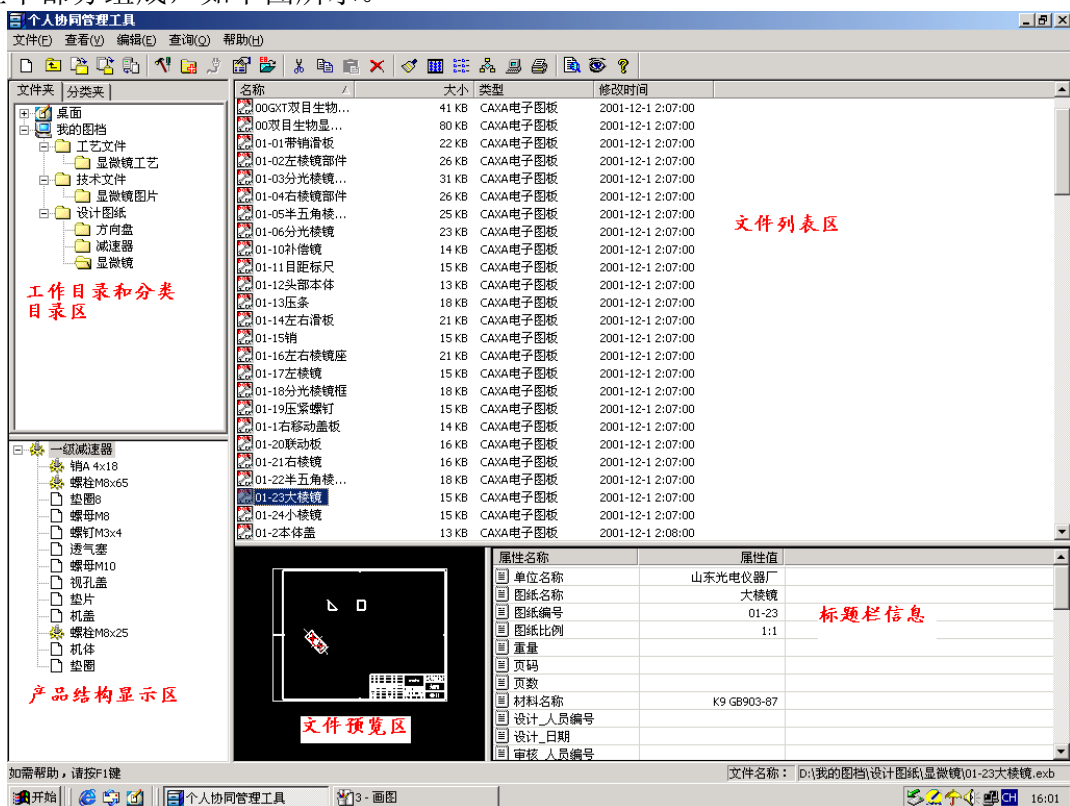 个人协同管理工具
文件(F) 查看(V) 编辑(E) 查询(Q) 帮助(H)
文件夹 分类夹
桌面
我的图档
工艺文件
显微镜工艺
技术文件
显微镜图片
设计图纸
方向盘
减速器
显微镜
工作目录和分类
目录区
名称 大小 类型 修改时间
00GXT双目生物... 41 KB CAXA电子图板 2001-12-1 2:07:00
00双目生物显... 80 KB CAXA电子图板 2001-12-1 2:07:00
01-01带销滑板 22 KB CAXA电子图板 2001-12-1 2:07:00
01-02左棱镜部件 26 KB CAXA电子图板 2001-12-1 2:07:00
01-03分光棱镜... 31 KB CAXA电子图板 2001-12-1 2:07:00
01-04右棱镜部件 26 KB CAXA电子图板 2001-12-1 2:07:00
01-05半五角棱... 25 KB CAXA电子图板 2001-12-1 2:07:00
01-06分光棱镜 23 KB CAXA电子图板 2001-12-1 2:07:00
01-10补偿镜 14 KB CAXA电子图板 2001-12-1 2:07:00
01-11目距标尺 15 KB CAXA电子图板 2001-12-1 2:07:00
01-12头部本体 13 KB CAXA电子图板 2001-12-1 2:07:00
01-13压条 18 KB CAXA电子图板 2001-12-1 2:07:00
01-14左右滑板 21 KB CAXA电子图板 2001-12-1 2:07:00
01-15销 15 KB CAXA电子图板 2001-12-1 2:07:00
01-16左右棱镜座 21 KB CAXA电子图板 2001-12-1 2:07:00
01-17左棱镜 15 KB CAXA电子图板 2001-12-1 2:07:00
01-18分光棱镜框 18 KB CAXA电子图板 2001-12-1 2:07:00
01-19压紧螺钉 15 KB CAXA电子图板 2001-12-1 2:07:00
01-1右移动盖板 14 KB CAXA电子图板 2001-12-1 2:07:00
01-20联动板 16 KB CAXA电子图板 2001-12-1 2:07:00
01-21右棱镜 16 KB CAXA电子图板 2001-12-1 2:07:00
01-22半五角棱... 18 KB CAXA电子图板 2001-12-1 2:07:00
01-23大棱镜 15 KB CAXA电子图板 2001-12-1 2:07:00
01-24小棱镜 15 KB CAXA电子图板 2001-12-1 2:07:00
01-2本体盖 13 KB CAXA电子图板 2001-12-1 2:08:00
文件列表区
一级减速器
销A 4x18
螺栓M8x65
垫圈8
螺母M8
螺钉M3x4
透气塞
螺母M10
视孔盖
垫片
机盖
螺栓M8x25
机体
垫圈
产品结构显示区
文件预览区
属性名称 属性值
单位名称 山东光电仪器厂
图纸名称 大棱镜
图纸编号 01-23
图纸比例 1:1
重量
页码
页数
材料名称 K9 GB903-87
设计_人员编号
设计_日期
审核_人员编号
标题栏信息
如需帮助，请按F1键 文件名称： D:\我的图档\设计图纸\显微镜\01-23大棱镜.exb
开始 个人协同管理工具 3 - 画图 CH 16:01